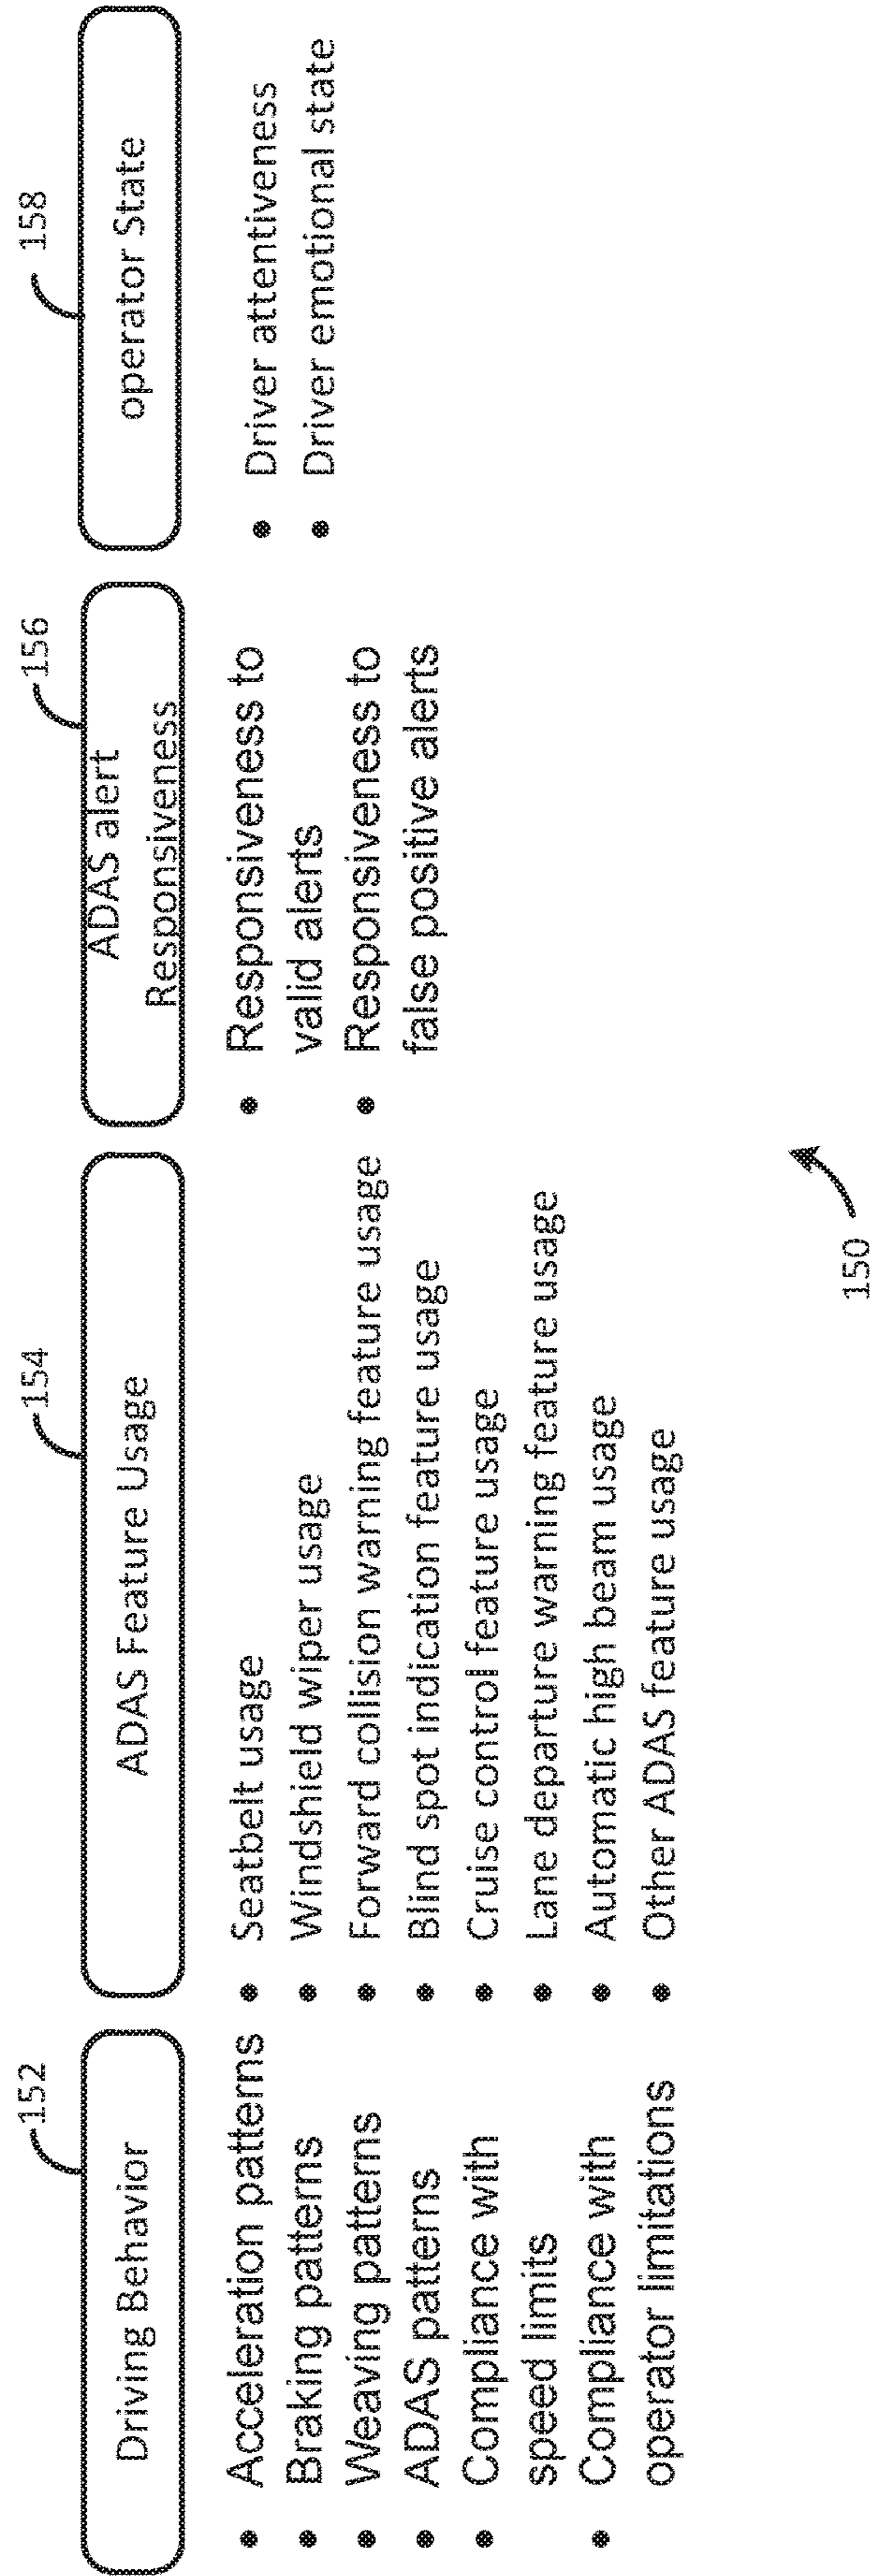 152
Driving Behavior
Acceleration patterns
Braking patterns
Weaving patterns
ADAS patterns
Compliance with
speed limits
Compliance with
operator limitations
154
ADAS Feature Usage
Seatbelt usage
Windshield wiper usage
Forward collision warning feature usage
Blind spot indication feature usage
Cruise control feature usage
Lane departure warning feature usage
Automatic high beam usage
Other ADAS feature usage
156
ADAS alert
Responsiveness
Responsiveness to
valid alerts
Responsiveness to
false positive alerts
158
operator State
Driver attentiveness
Driver emotional state
150